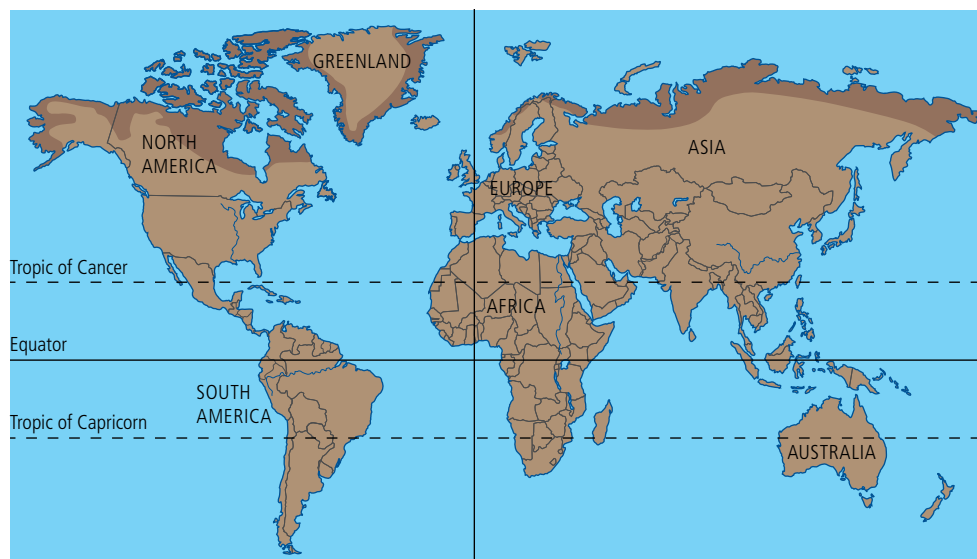 GREENLAND
NORTH
AMERICA
ASIA
EUROPE
Tropic of Cancer
AFRICA
Equator
SOUTH
AMERICA
Tropic of Capricorn
AUSTRALIA